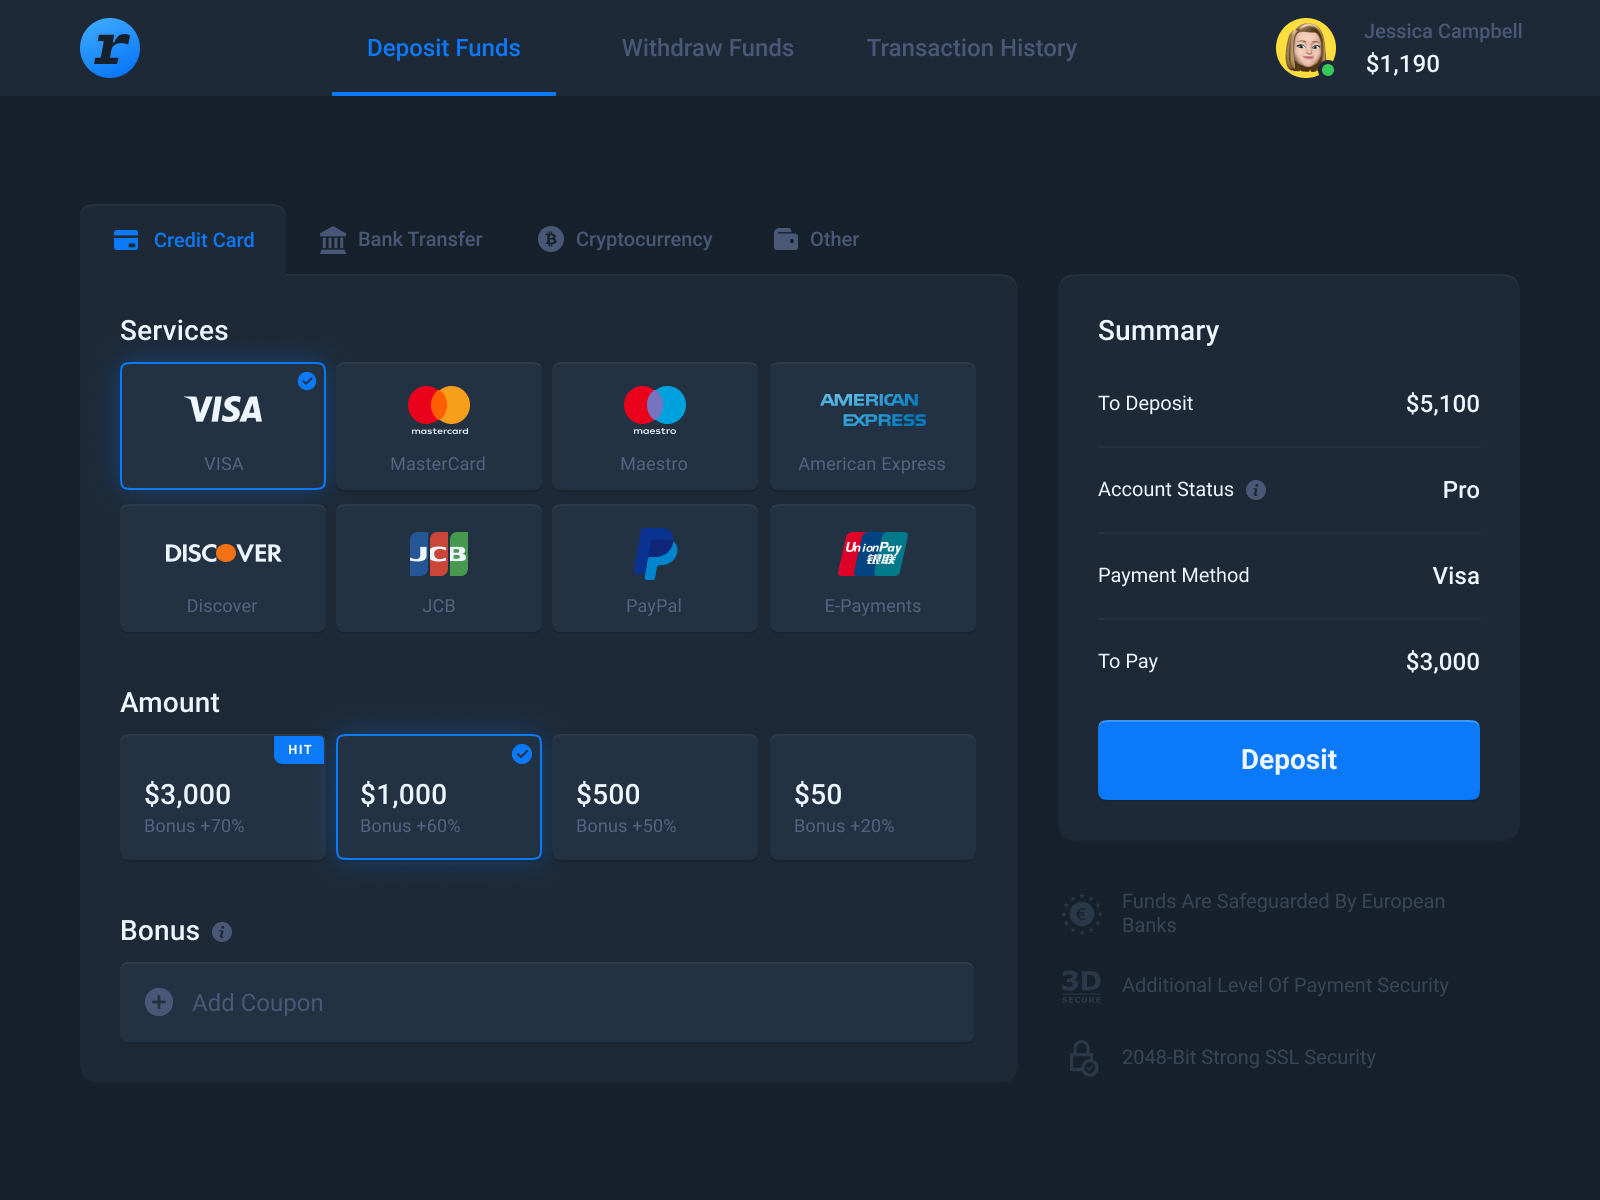 r
Deposit Funds
Withdraw Funds
Transaction History
Jessica Campbell
$1,190
Credit Card
Bank Transfer
Cryptocurrency
Other
Services
VISA
VISA
mastercard
MasterCard
maestro
Maestro
AMERICAN
EXPRESS
American Express
DISCOVER
Discover
JCB
JCB
PayPal
UnionPay
银联
E-Payments
Amount
HIT
$3,000
Bonus +70%
$1,000
Bonus +60%
$500
Bonus +50%
$50
Bonus +20%
Bonus
Add Coupon
Summary
To Deposit $5,100
Account Status Pro
Payment Method Visa
To Pay $3,000
Deposit
Funds Are Safeguarded By European
Banks
3D
SECURE
Additional Level Of Payment Security
2048-Bit Strong SSL Security